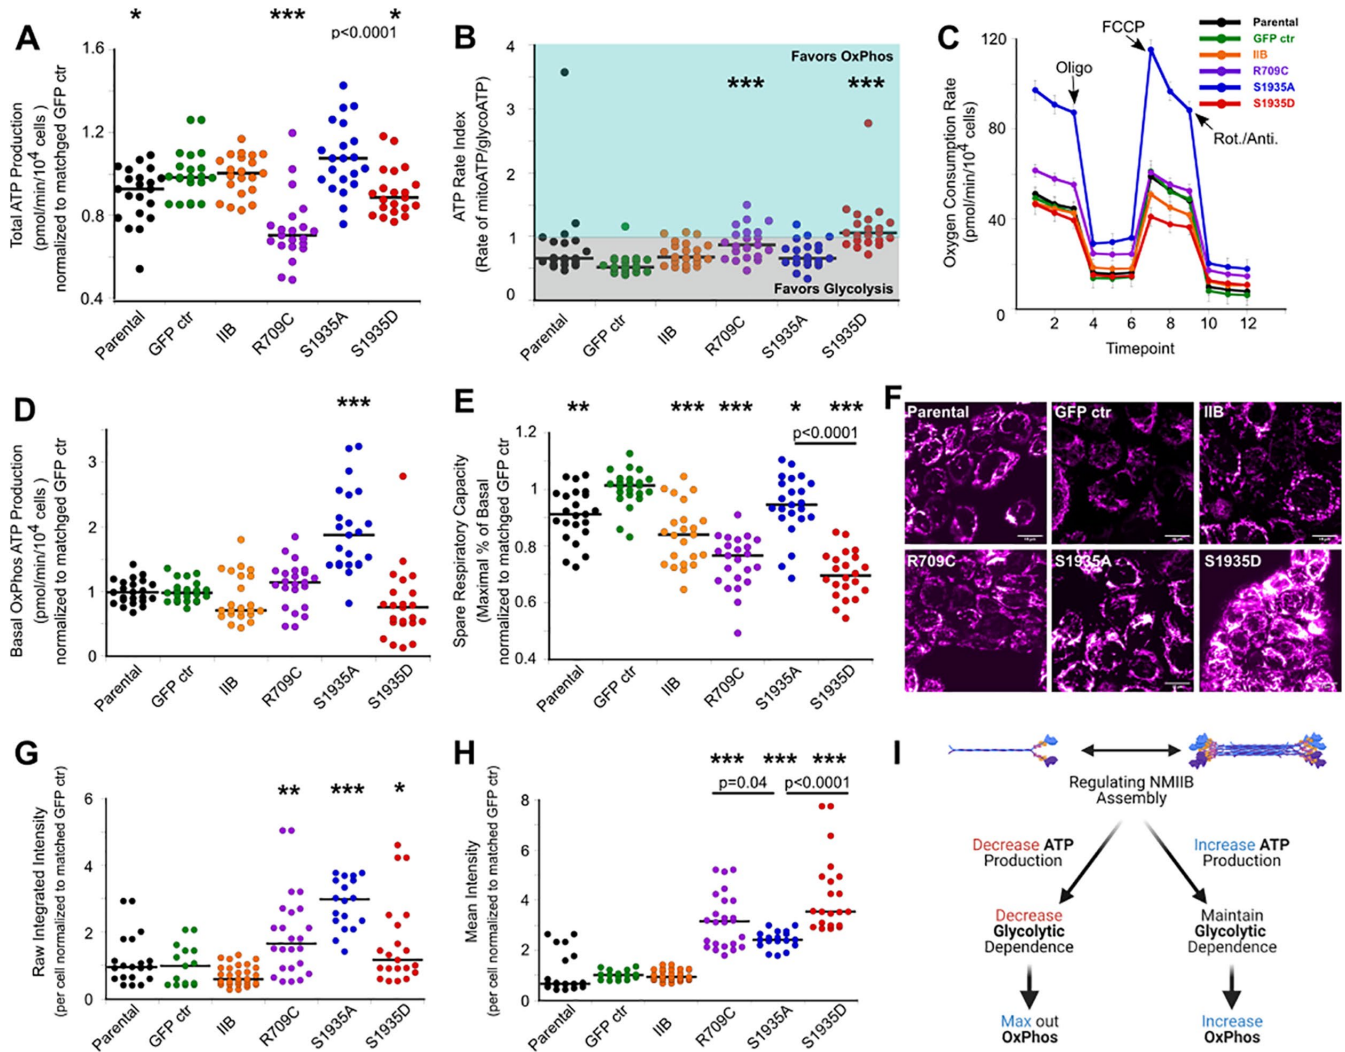 A
*
***
*
p<0.0001
Total ATP Production
(pmol/min/10⁴ cells )
normalized to matchged GFP ctr
1.6
1.2
0.8
0.4
Parental
GFP ctr
IIB
R709C
S1935A
S1935D
B
ATP Rate Index
(Rate of mitoATP/glycoATP)
4
3
2
1
0
Favors OxPhos
***
***
Favors Glycolysis
Parental
GFP ctr
IIB
R709C
S1935A
S1935D
C
Oxygen Consumption Rate
(pmol/min/10⁴ cells)
120
80
40
0
Oligo
FCCP
Rot./Anti.
Parental
GFP ctr
IIB
R709C
S1935A
S1935D
2 4 6 8 10 12
Timepoint
D
***
Basal OxPhos ATP Production
pmol/min/10⁴ cells )
normalized to matchged GFP ctr
3
2
1
0
Parental
GFP ctr
IIB
R709C
S1935A
S1935D
E
**
***
***
*
***
p<0.0001
Spare Respiratory Capacity
(Maximal % of Basal
normalized to matchged GFP ctr
1.2
1
0.8
0.6
0.4
Parental
GFP ctr
IIB
R709C
S1935A
S1935D
F
Parental
GFP ctr
IIB
R709C
S1935A
S1935D
G
**
***
*
Raw Integrated Intensity
(per cell normalized to matched GFP ctr)
6
4
2
0
Parental
GFP ctr
IIB
R709C
S1935A
S1935D
H
***
***
***
p=0.04
p<0.0001
Mean Intensity
(per cell normalized to matched GFP ctr)
8
6
4
2
0
Parental
GFP ctr
IIB
R709C
S1935A
S1935D
I
Regulating NMIIB
Assembly
Decrease ATP
Production
Increase ATP
Production
Decrease
Glycolytic
Dependence
Maintain
Glycolytic
Dependence
Max out
OxPhos
Increase
OxPhos